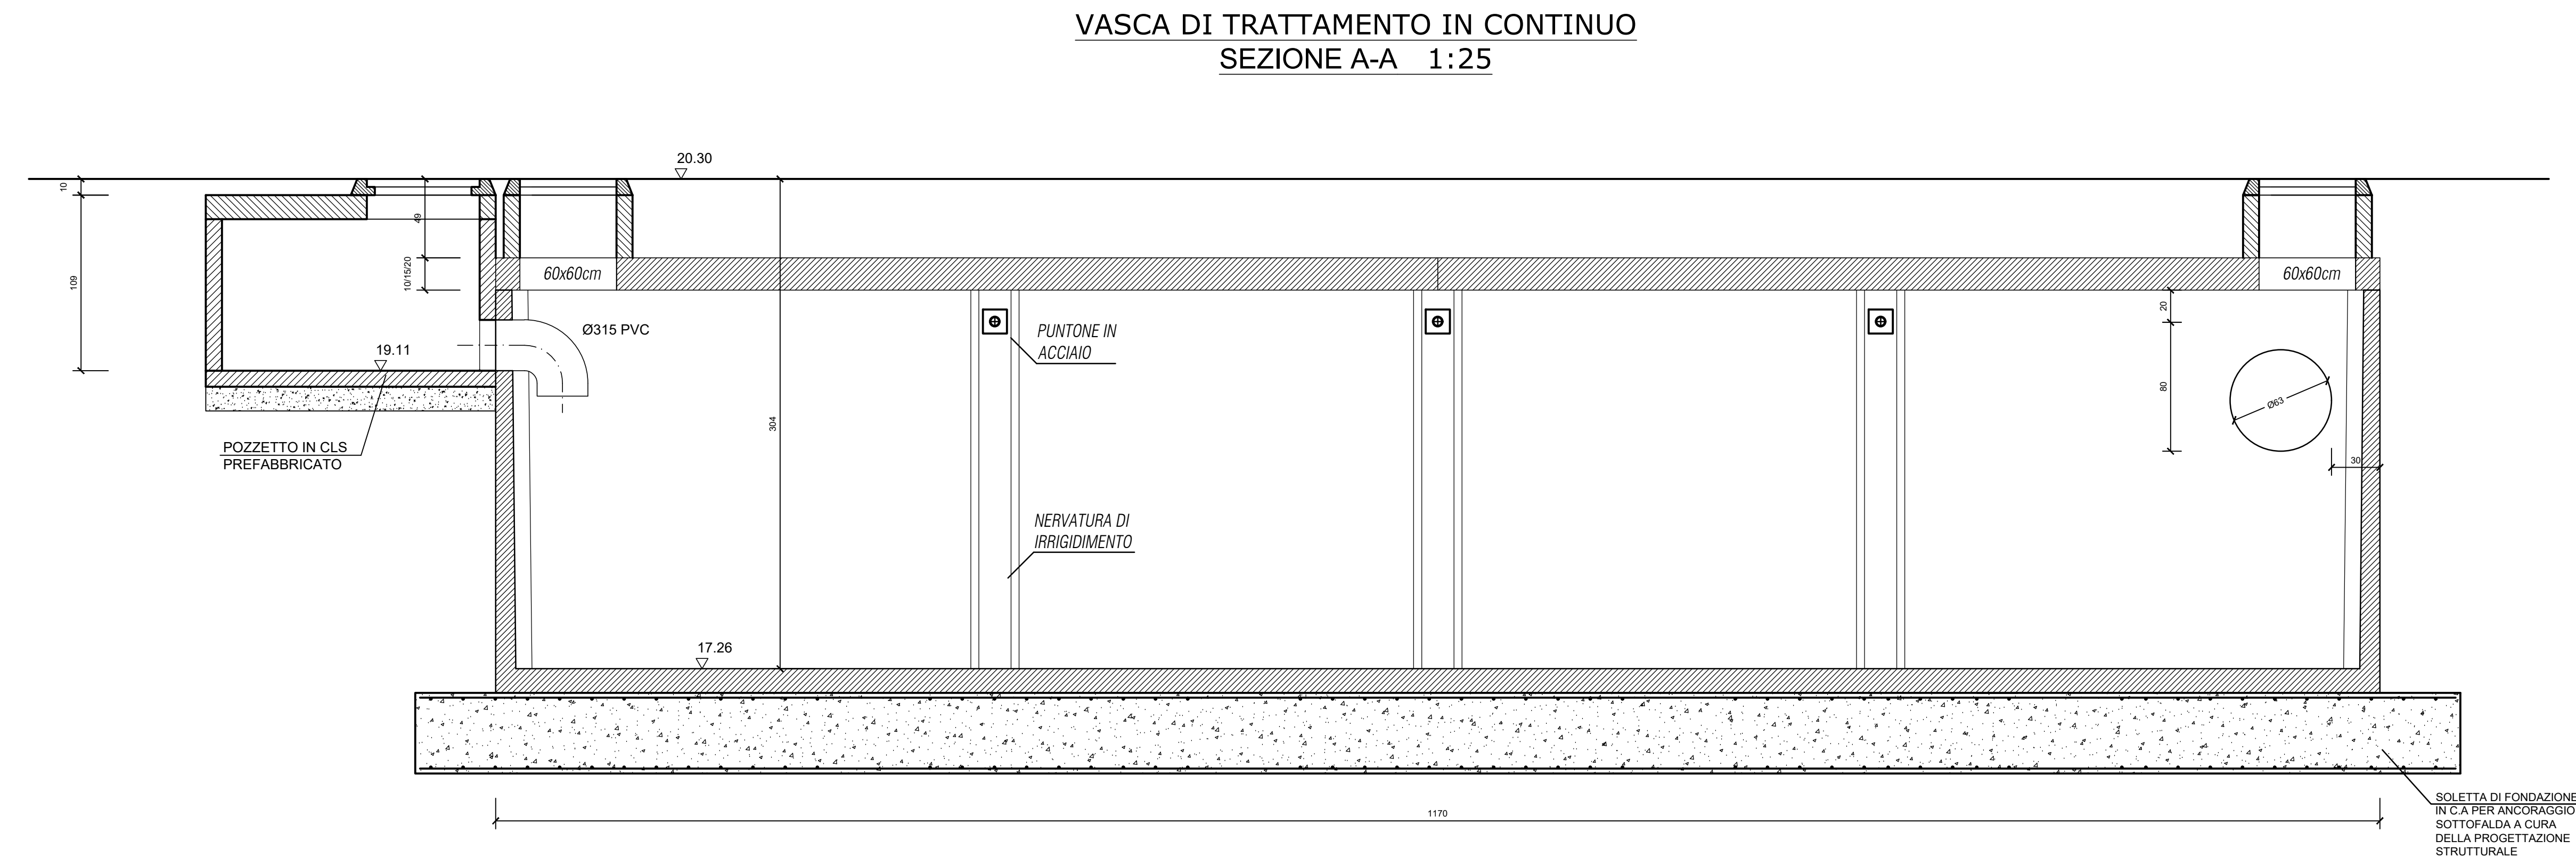 VASCA DI TRATTAMENTO IN CONTINUO
SEZIONE A-A 1:25
20.30
10
49
109
10/15/20
60x60cm
60x60cm
Ø315 PVC
PUNTONE IN
ACCIAIO
20
19.11
80
Ø63
304
POZZETTO IN CLS
PREFABBRICATO
30
NERVATURA DI
IRRIGIDIMENTO
17.26
1170
SOLETTA DI FONDAZIONE
IN C.A PER ANCORAGGIO
SOTTOFALDA A CURA
DELLA PROGETTAZIONE
STRUTTURALE